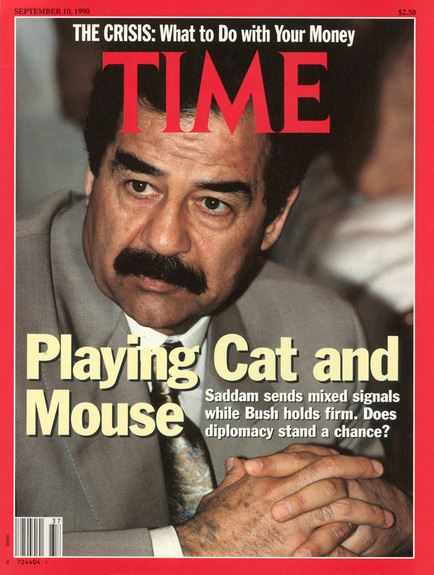 SEPTEMBER 10, 1990 $2.50
THE CRISIS: What to Do with Your Money
TIME
Playing Cat and
Mouse
Saddam sends mixed signals
while Bush holds firm. Does
diplomacy stand a chance?
37
724404 1